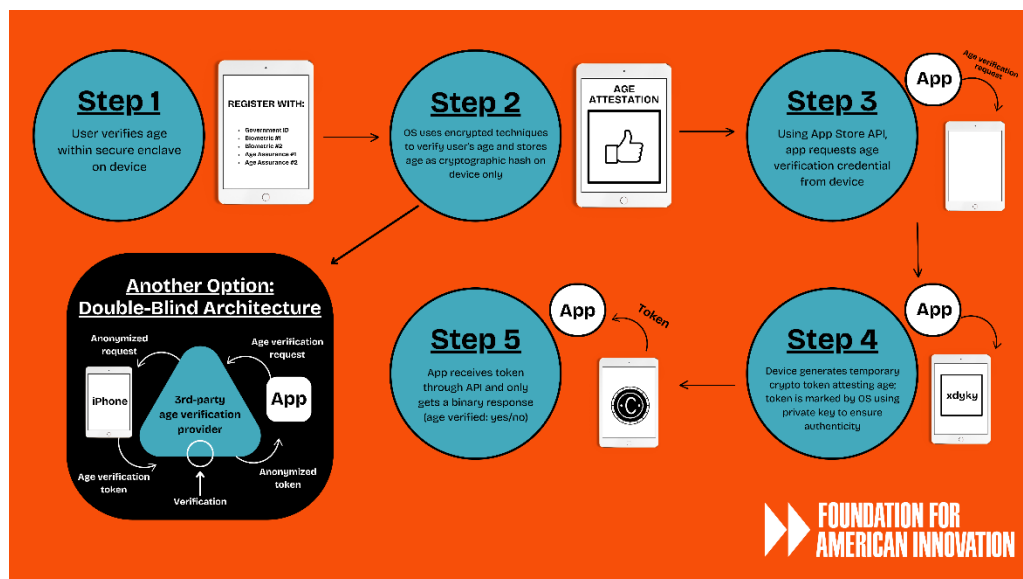 Step 1
User verifies age
within secure enclave
on device
REGISTER WITH:
Government ID
Biometric #1
Biometric #2
Age Assurance #1
Age Assurance #2
Step 2
OS uses encrypted techniques
to verify user's age and stores
age as cryptographic hash on
device only
AGE
ATTESTATION
Step 3
Using App Store API,
app requests age
verification credential
from device
App
Age verification
request
Another Option:
Double-Blind Architecture
Anonymized
request
Age verification
request
iPhone
3rd-party
age verification
provider
App
Age verification
token
Anonymized
token
Verification
Step 5
App receives token
through API and only
gets a binary response
(age verified: yes/no)
App
Token
C
Step 4
Device generates temporary
crypto token attesting age;
token is marked by OS using
private key to ensure
authenticity
App
xdyky
FOUNDATION FOR
AMERICAN INNOVATION